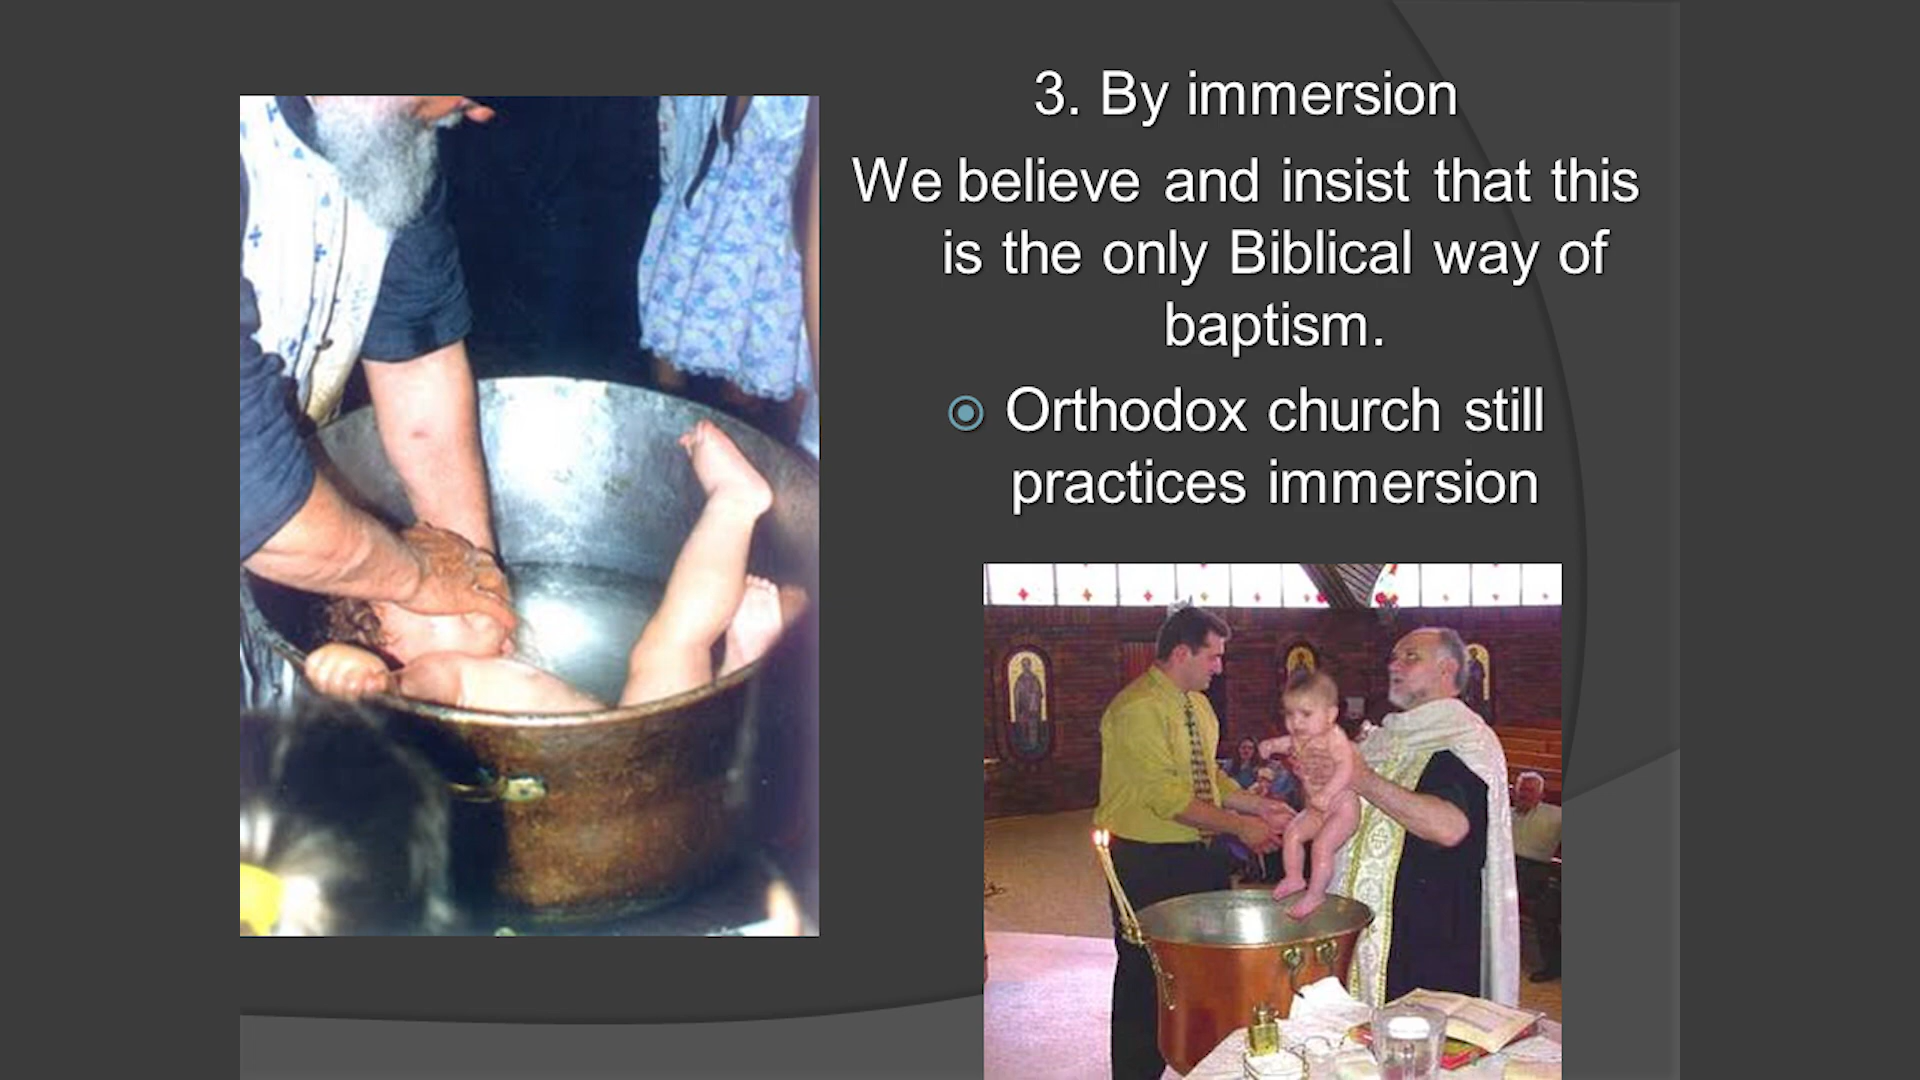 3. By immersion
We believe and insist that this
is the only Biblical way of
baptism.
Orthodox church still
practices immersion